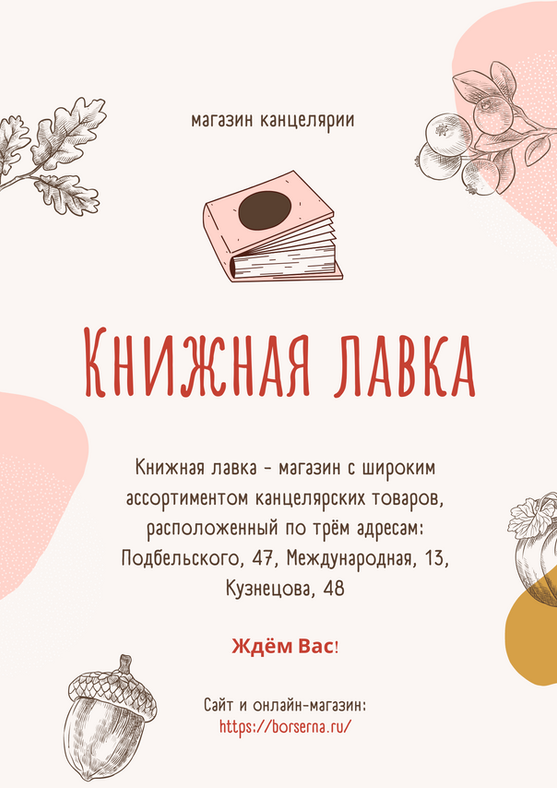 магазин канцелярии
Книжная лавка
Книжная лавка - магазин с широким
ассортиментом канцелярских товаров,
расположенный по трём адресам:
Подбельского, 47, Международная, 13,
Кузнецова, 48
Ждём Вас!
Сайт и онлайн-магазин:
https://borserna.ru/